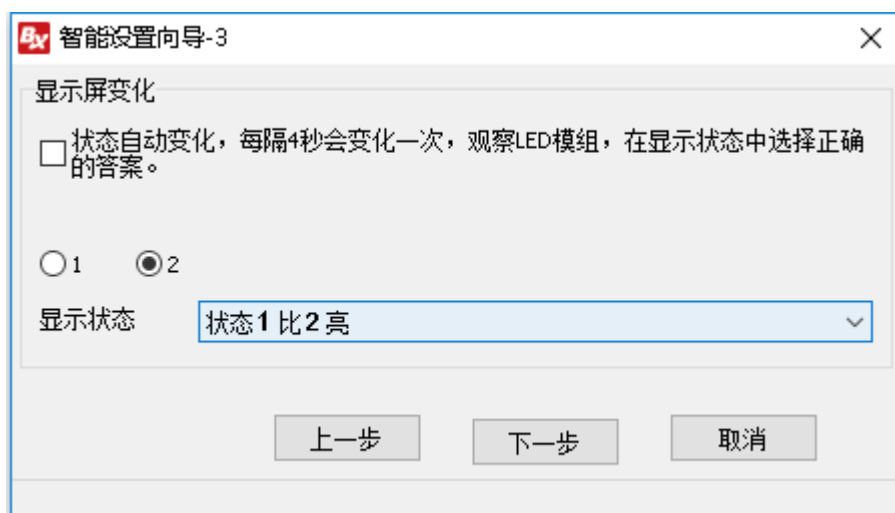 BX 智能设置向导-3
显示屏变化
状态自动变化，每隔4秒会变化一次，观察LED模组，在显示状态中选择正确
的答案。
1 2
显示状态 状态1 比2 亮
上一步 下一步 取消